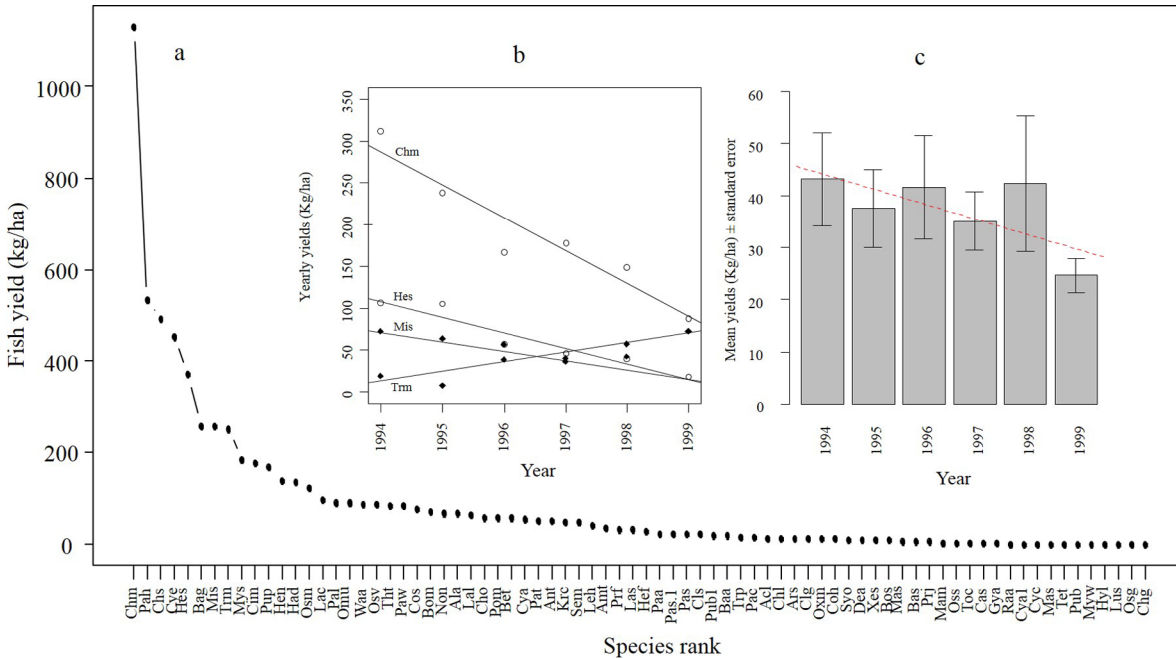 a
b
c
Fish yield (kg/ha)
1000
800
600
400
200
0
Yearly yields (Kg/ha)
350
300
250
200
150
100
50
0
Chm
Hes
Mis
Trm
1994
1995
1996
1997
1998
1999
Year
Mean yields (Kg/ha) ± standard error
60
50
40
30
20
10
0
1994
1995
1996
1997
1998
1999
Year
Chm
Pah
Chs
Cye
Hes
Bag
Mis
Trm
Mys
Cim
Pup
Hen
Had
Osm
Lac
Pal
Omu
Waa
Osv
Tht
Paw
Cos
Bom
Non
Ala
Lal
Cho
Pom
Bet
Cya
Pat
Ant
Krc
Sem
Leh
Amt
Prf
Las
Hef
Paa
Pas.1
Pas
Cls
Pub1
Baa
Trp
Pac
Acl
Chl
Ars
Clg
Oxn
Coh
Syo
Dea
Xes
Bos
Mas
Bas
Prj
Mam
Oss
Toc
Cas
Gya
Raa
Cya1
Cyc
Mas
Tet
Pub
Myw
Hyl
Lus
Osg
Chg
Species rank